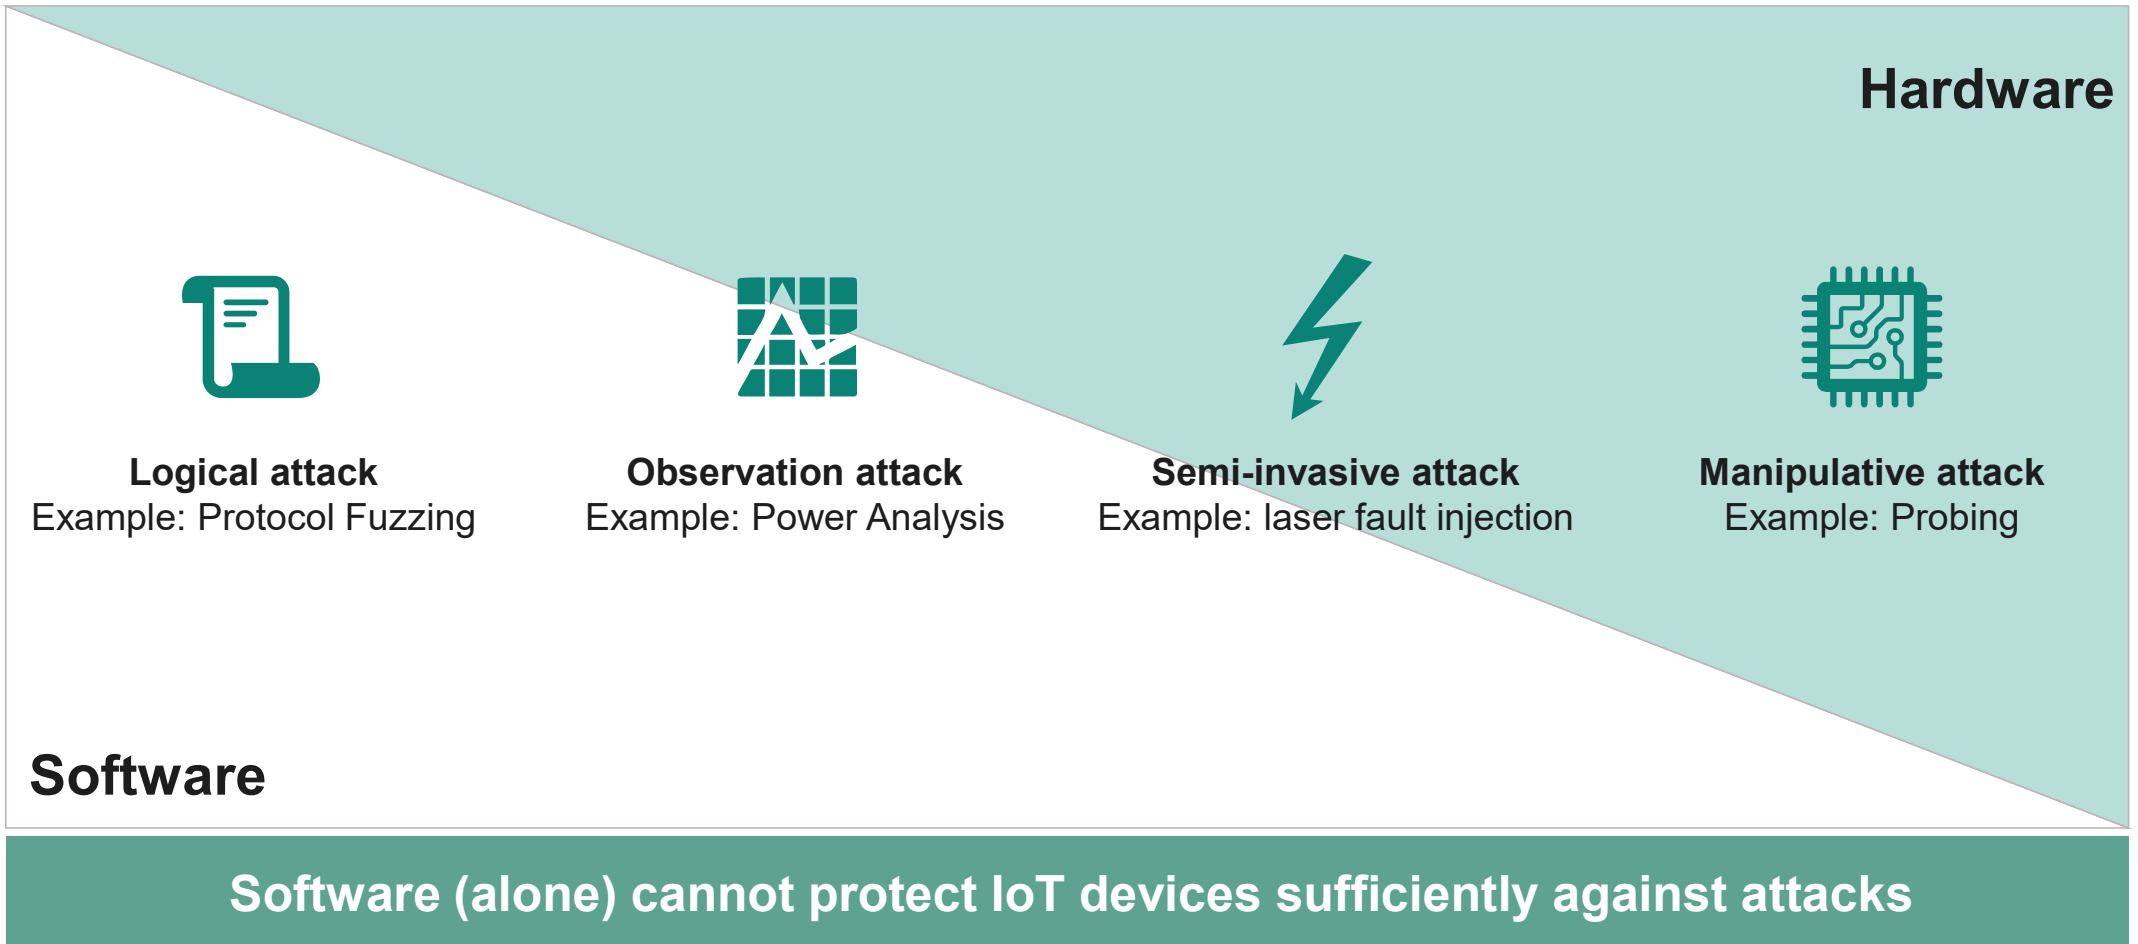 Hardware
Logical attack
Example: Protocol Fuzzing
Observation attack
Example: Power Analysis
Semi-invasive attack
Example: laser fault injection
Manipulative attack
Example: Probing
Software
Software (alone) cannot protect IoT devices sufficiently against attacks